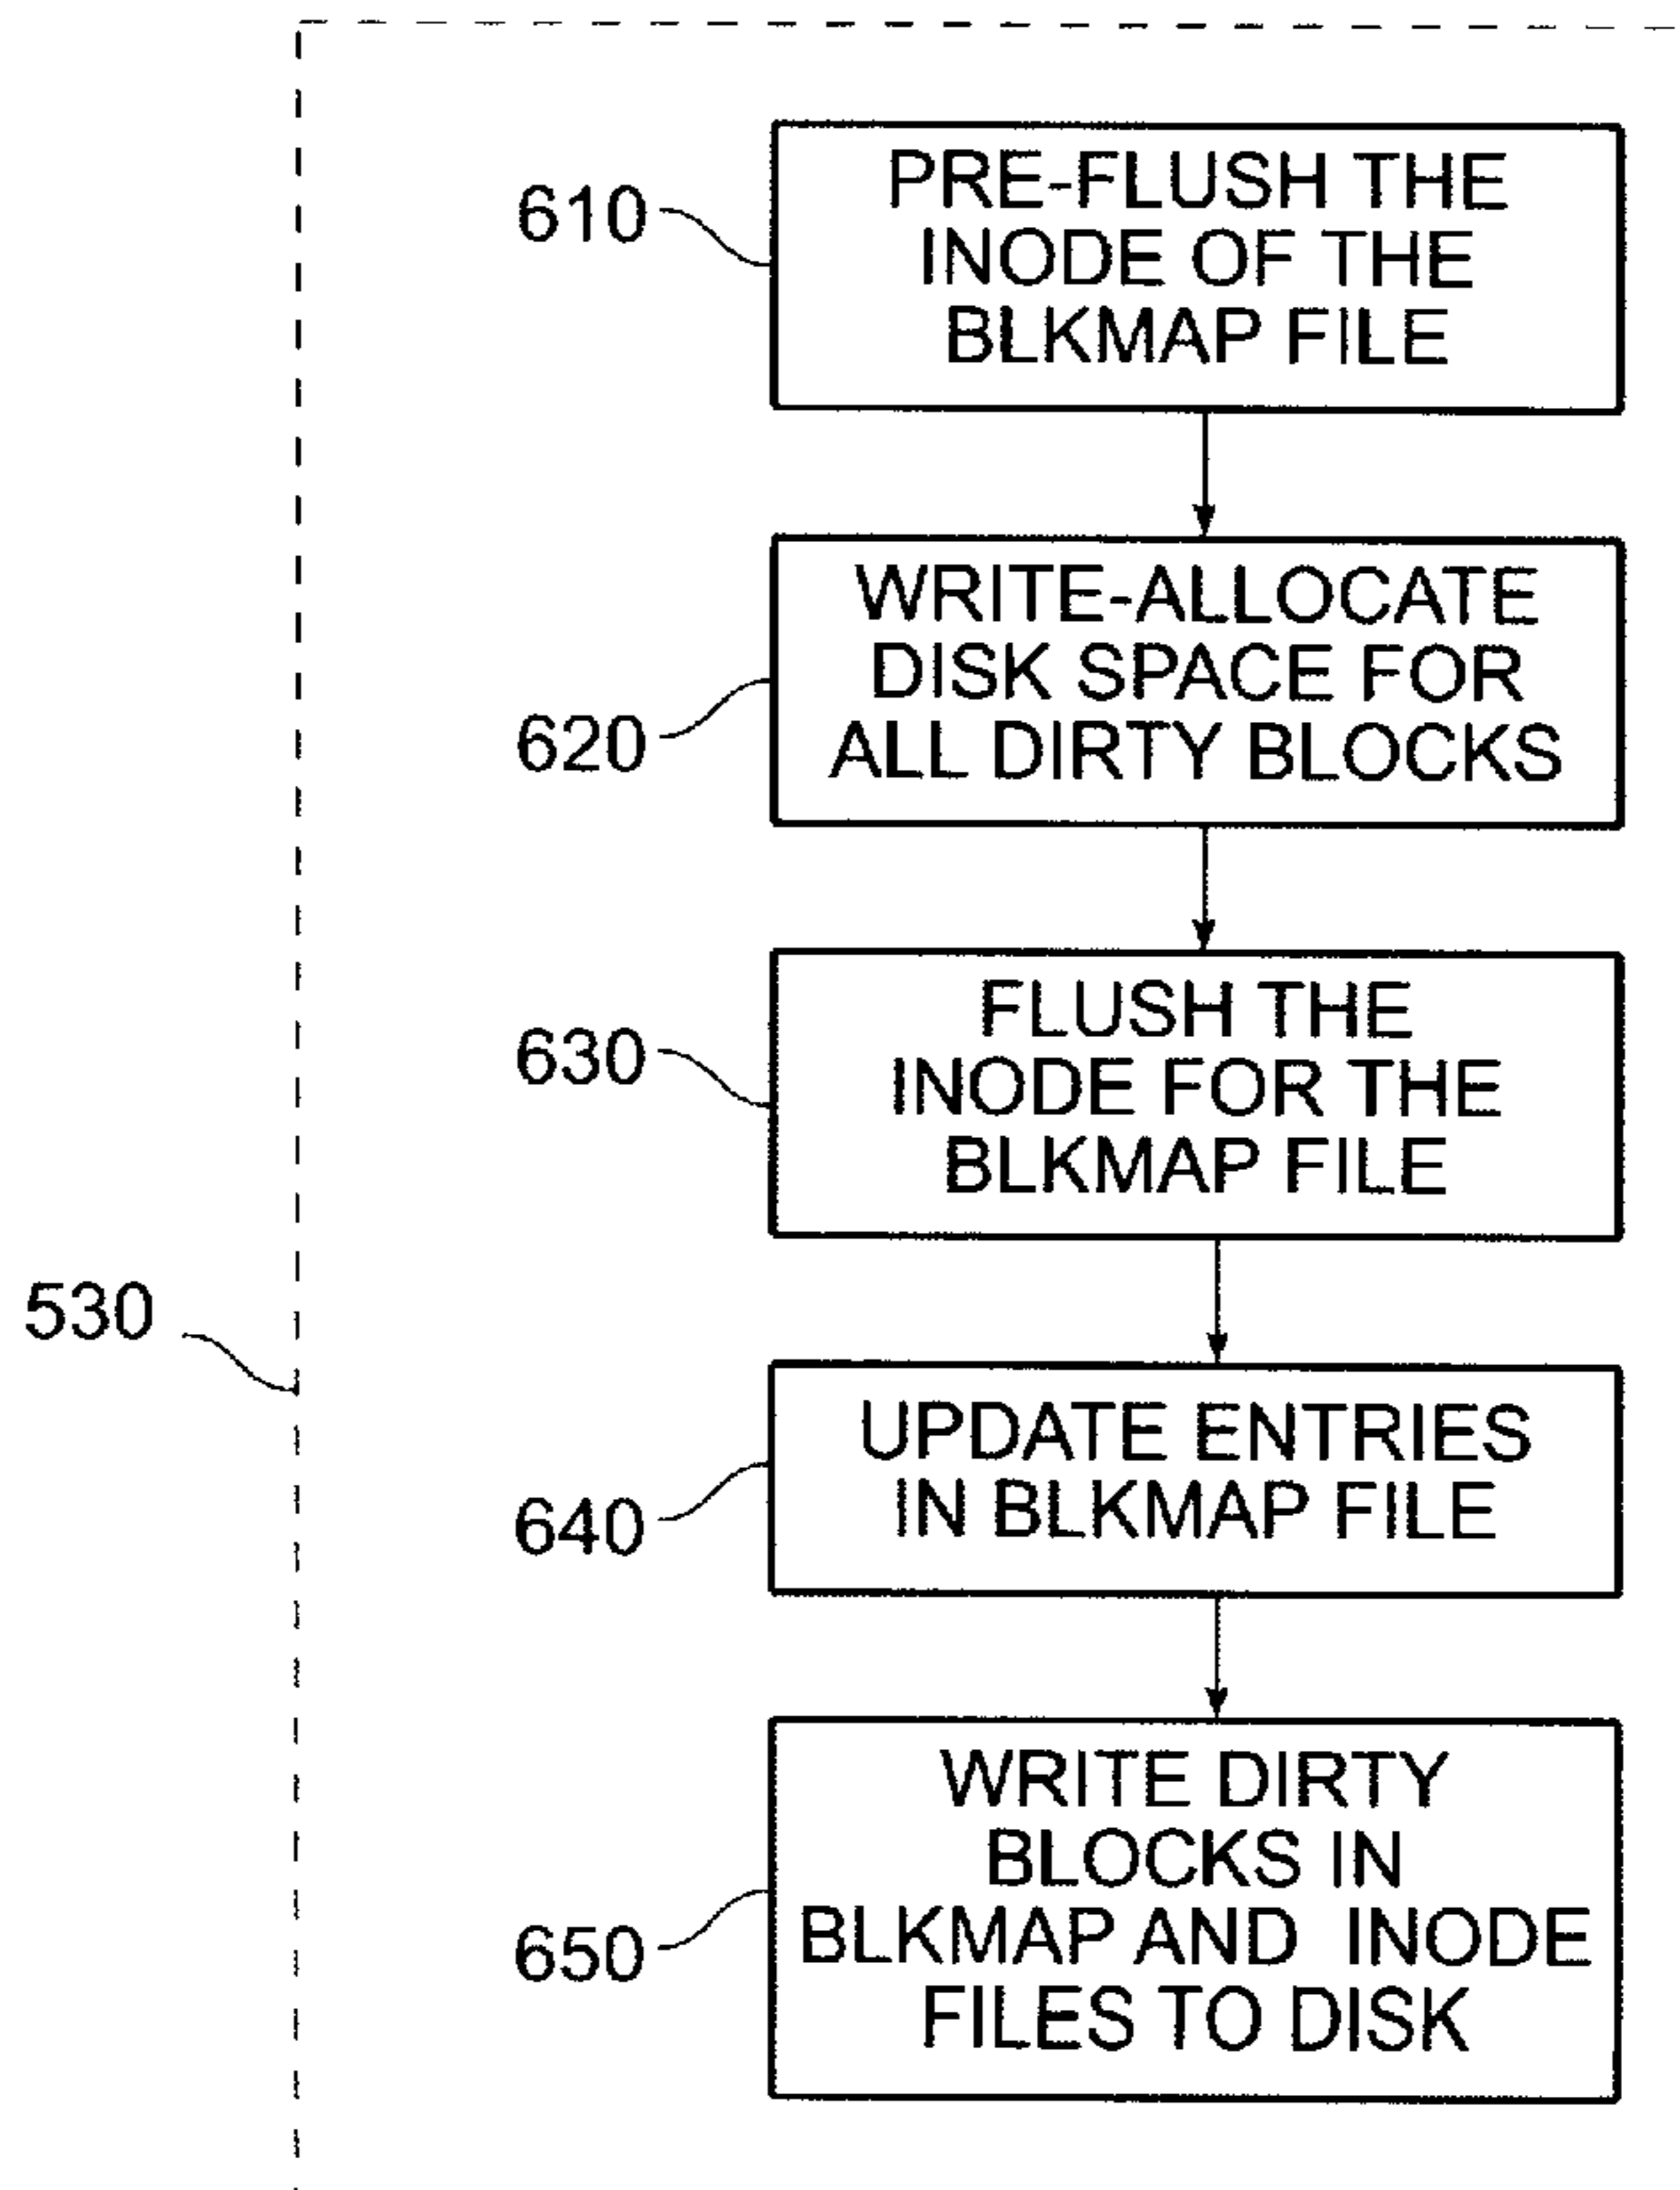 610
PRE-FLUSH THE
INODE OF THE
BLKMAP FILE
620
WRITE-ALLOCATE
DISK SPACE FOR
ALL DIRTY BLOCKS
630
FLUSH THE
INODE FOR THE
BLKMAP FILE
530
640
UPDATE ENTRIES
IN BLKMAP FILE
650
WRITE DIRTY
BLOCKS IN
BLKMAP AND INODE
FILES TO DISK